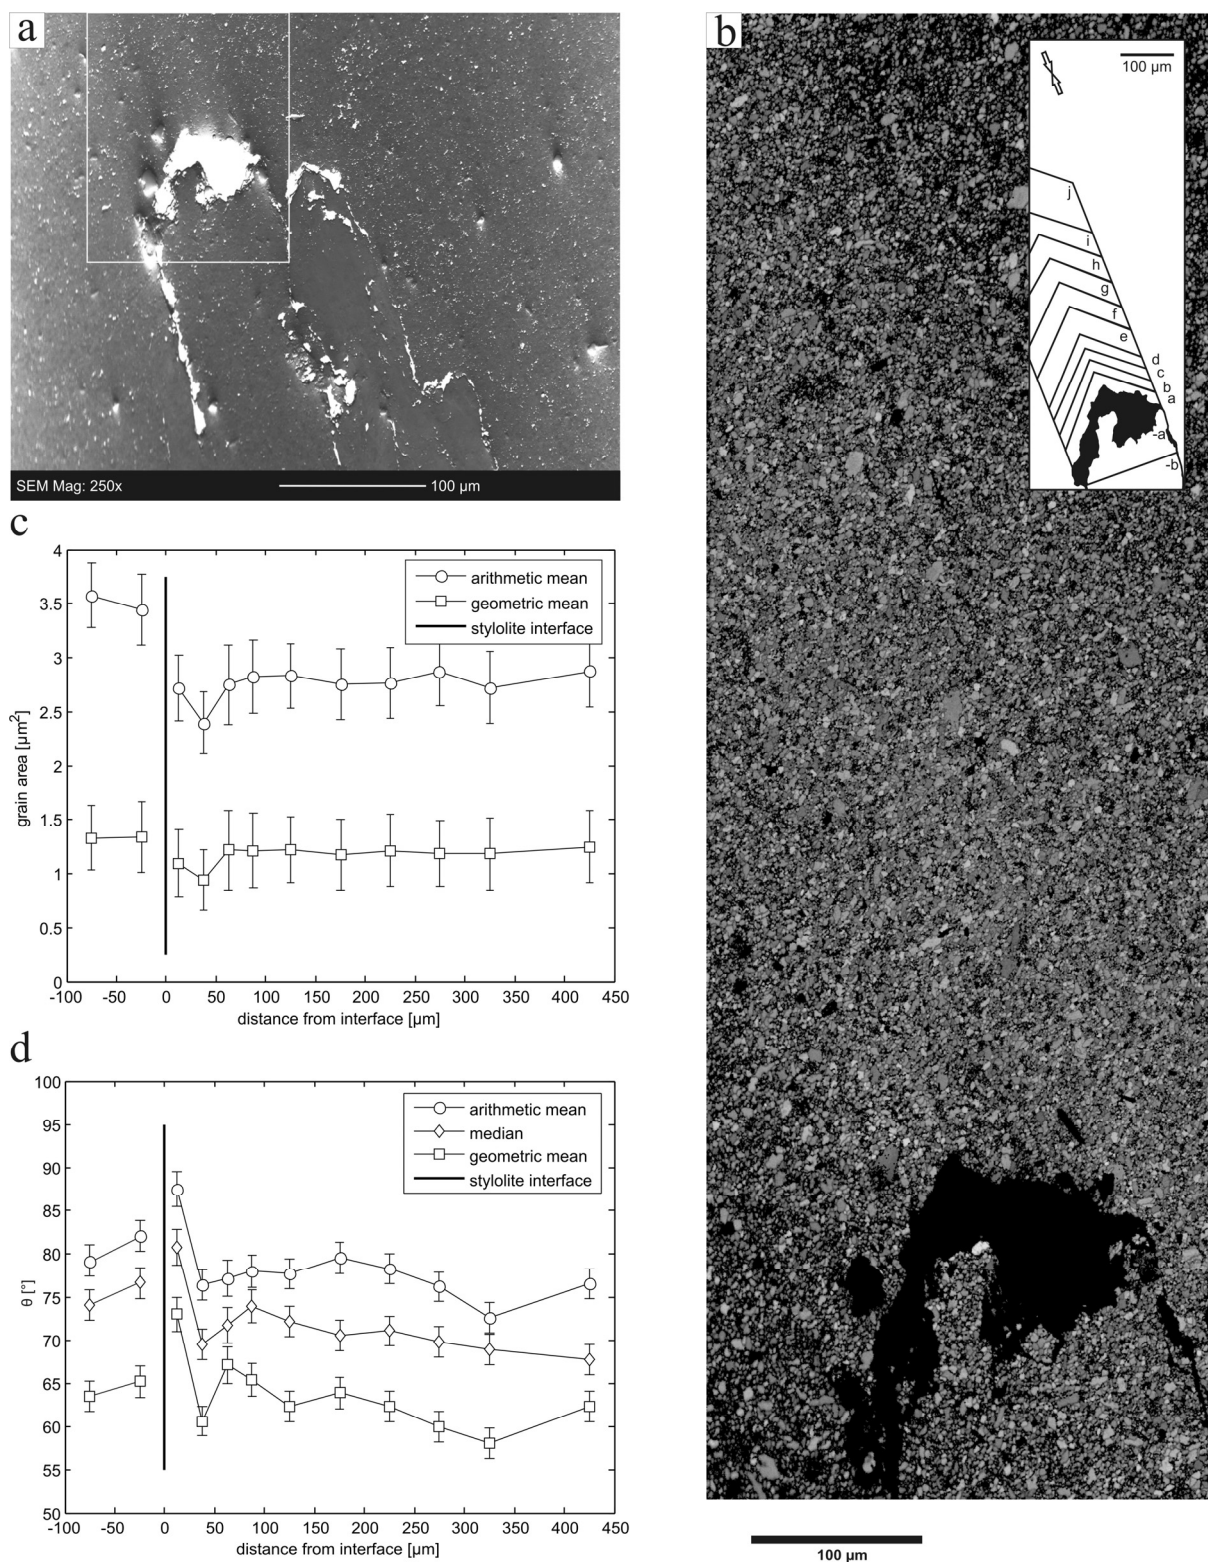 a
SEM Mag: 250x
100 µm
b
100 µm
j
i
h
g
f
e
d
c
b
a
-a
-b
100 µm
c
4
3.5
3
2.5
2
1.5
1
0.5
0
grain area [µm²]
arithmetic mean
geometric mean
stylolite interface
-100 -50 0 50 100 150 200 250 300 350 400 450
distance from interface [µm]
d
100
95
90
85
80
75
70
65
60
55
50
θ [°]
arithmetic mean
median
geometric mean
stylolite interface
-100 -50 0 50 100 150 200 250 300 350 400 450
distance from interface [µm]